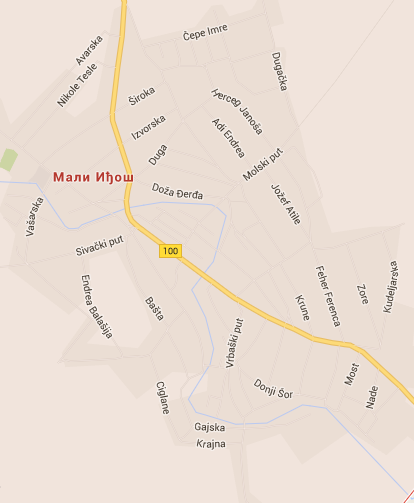 Čepe Imre
Avarska
Dugačka
Nikole Tesle
Široka
Herceg Janoša
Izvorska
Adi Endrea
Duga
Molski put
Мали Иђош
Doža Đerđa
Jožef Atile
Vašarska
Sivački put
100
Endrea Balašija
Bašta
Feher Ferenca
Zore
Kudeljarska
Krune
Vrbaški put
Ciglane
Donji Šor
Most
Nade
Gajska
Krajna